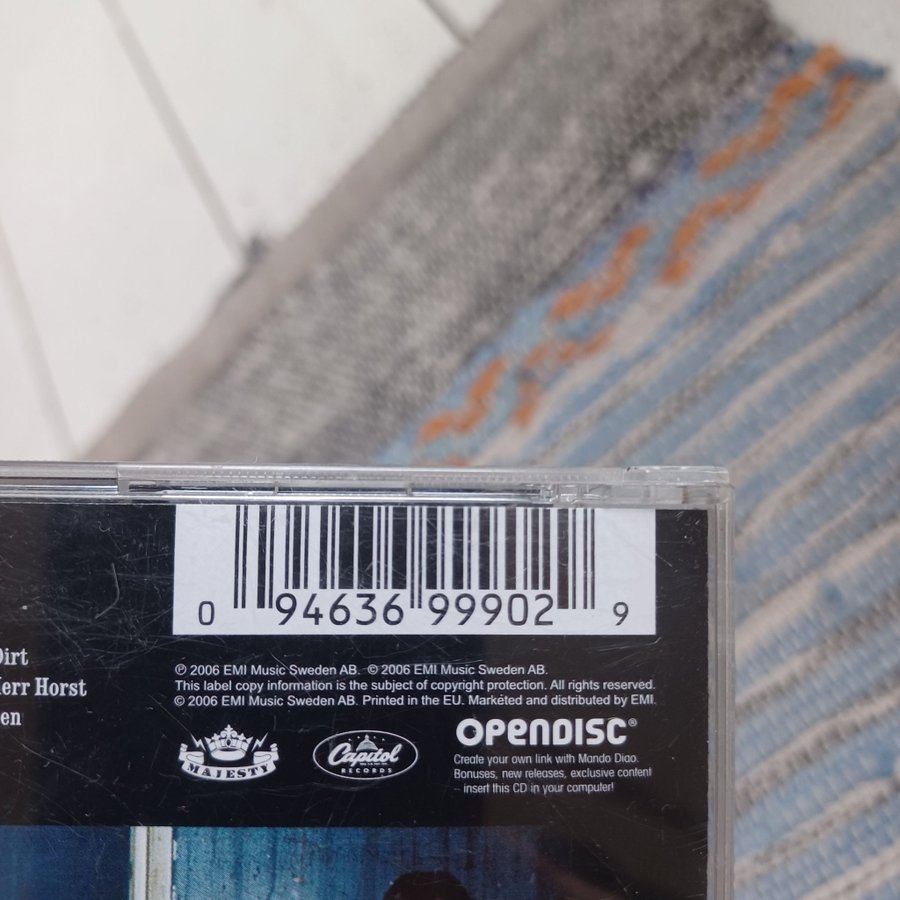 0 94636 99902 9
Dirt
Herr Horst
en
℗ 2006 EMI Music Sweden AB. © 2006 EMI Music Sweden AB.
This label copy information is the subject of copyright protection. All rights reserved.
© 2006 EMI Music Sweden AB. Printed in the EU. Marketed and distributed by EMI.
MAJESTY
Capitol
RECORDS
OPENDISC®
Create your own link with Mando Diao.
Bonuses, new releases, exclusive content
– insert this CD in your computer!